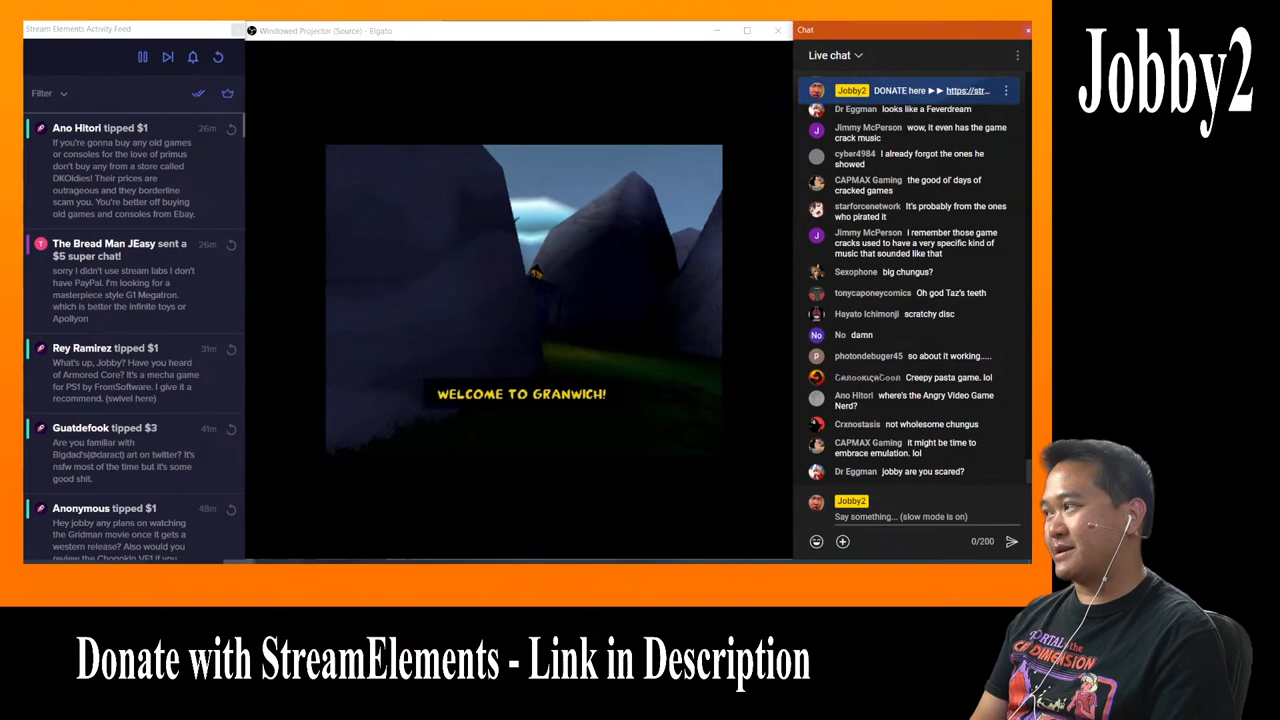 Stream Elements Activity Feed
Filter
Ano Hitori tipped $1
26m
If you're gonna buy any old games
or consoles for the love of primus
don't buy any from a store called
DKOldies! Their prices are
outrageous and they borderline
scam you. You're better off buying
old games and consoles from Ebay.
T
The Bread Man JEasy sent a
$5 super chat!
26m
sorry I didn't use stream labs I don't
have PayPal. I'm looking for a
masterpiece style G1 Megatron.
which is better the infinite toys or
Apollyon
Rey Ramirez tipped $1
31m
What's up, Jobby? Have you heard
of Armored Core? It's a mecha game
for PS1 by FromSoftware. I give it a
recommend. (swivel here)
Guatdefook tipped $3
41m
Are you familiar with
Bigdad's(@daract) art on twitter? It's
nsfw most of the time but it's some
good shit.
Anonymous tipped $1
48m
Hey jobby any plans on watching
the Gridman movie once it gets a
western release? Also would you
review the Chogokin VF1 if you
Windowed Projector (Source) - Elgato
WELCOME TO GRANWICH!
Chat
Live chat
Jobby2 DONATE here ►► https://str...
Dr Eggman looks like a Feverdream
J Jimmy McPerson wow, it even has the game
crack music
cyber4984 I already forgot the ones he
showed
CAPMAX Gaming the good ol' days of
cracked games
starforcenetwork It's probably from the ones
who pirated it
J Jimmy McPerson i remember those game
cracks used to have a very specific kind of
music that sounded like that
Sexophone big chungus?
tonycaponeycomics Oh god Taz's teeth
Hayato Ichimonji scratchy disc
No No damn
P photondebuger45 so about it working.....
Creepy pasta game. lol
Ano Hitori where's the Angry Video Game
Nerd?
Crxnostasis not wholesome chungus
CAPMAX Gaming it might be time to
embrace emulation. lol
Dr Eggman jobby are you scared?
Jobby2
Say something... (slow mode is on)
0/200
Jobby2
PORTAL to the
DIMENSION
Donate with StreamElements - Link in Description